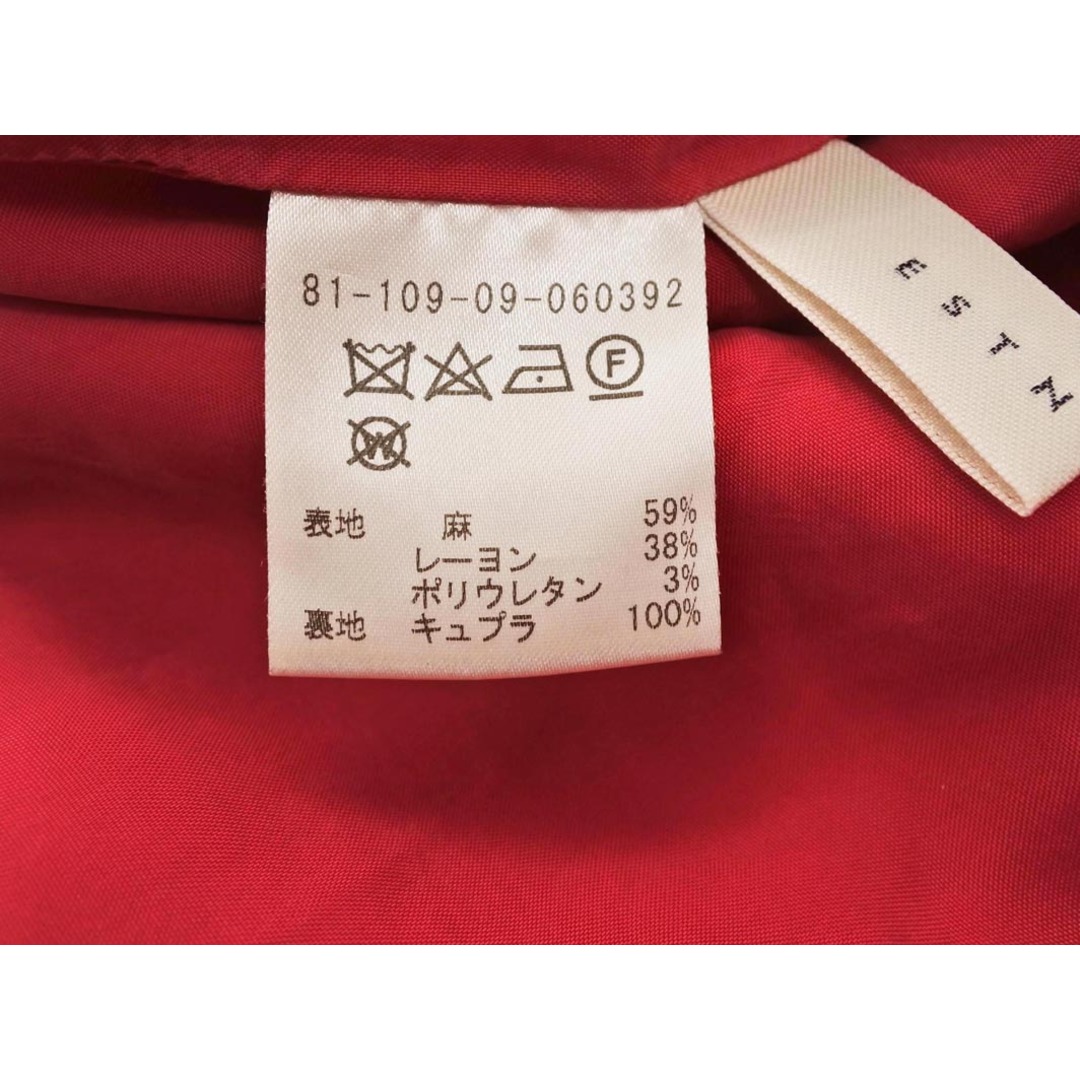 81-109-09-060392
F
W
表地 麻 59%
レーヨン 38%
ポリウレタン 3%
裏地 キュプラ 100%